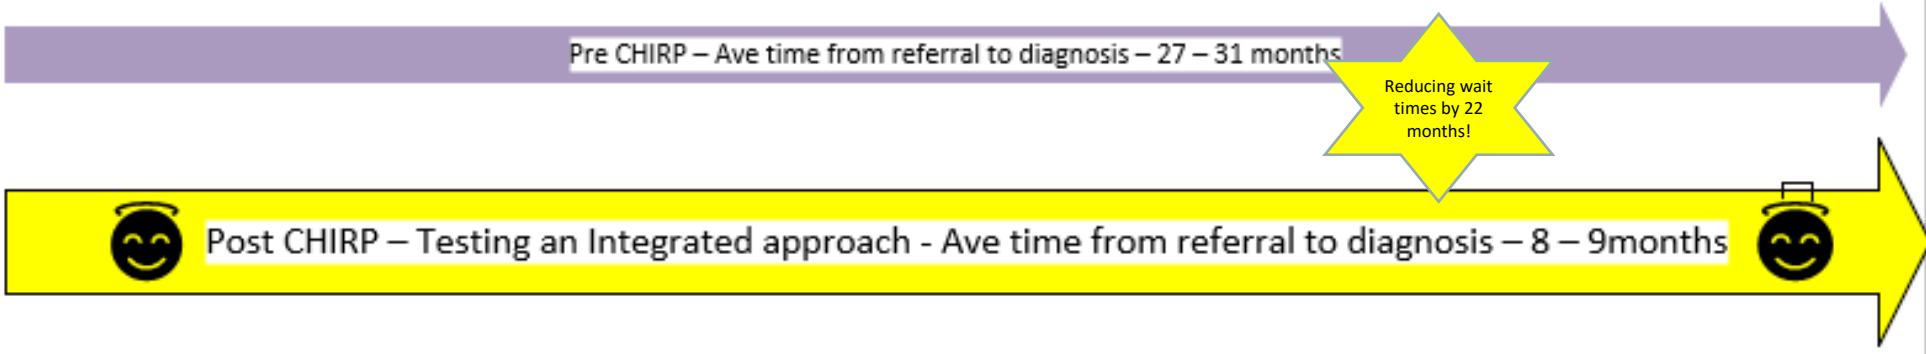 Pre CHIRP – Ave time from referral to diagnosis – 27 – 31 months
Reducing wait
times by 22
months!
Post CHIRP – Testing an Integrated approach - Ave time from referral to diagnosis – 8 – 9months